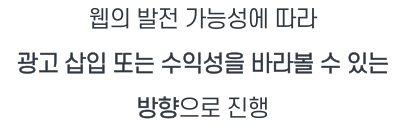 웹의 발전 가능성에 따라
광고 삽입 또는 수익성을 바라볼 수 있는
방향으로 진행